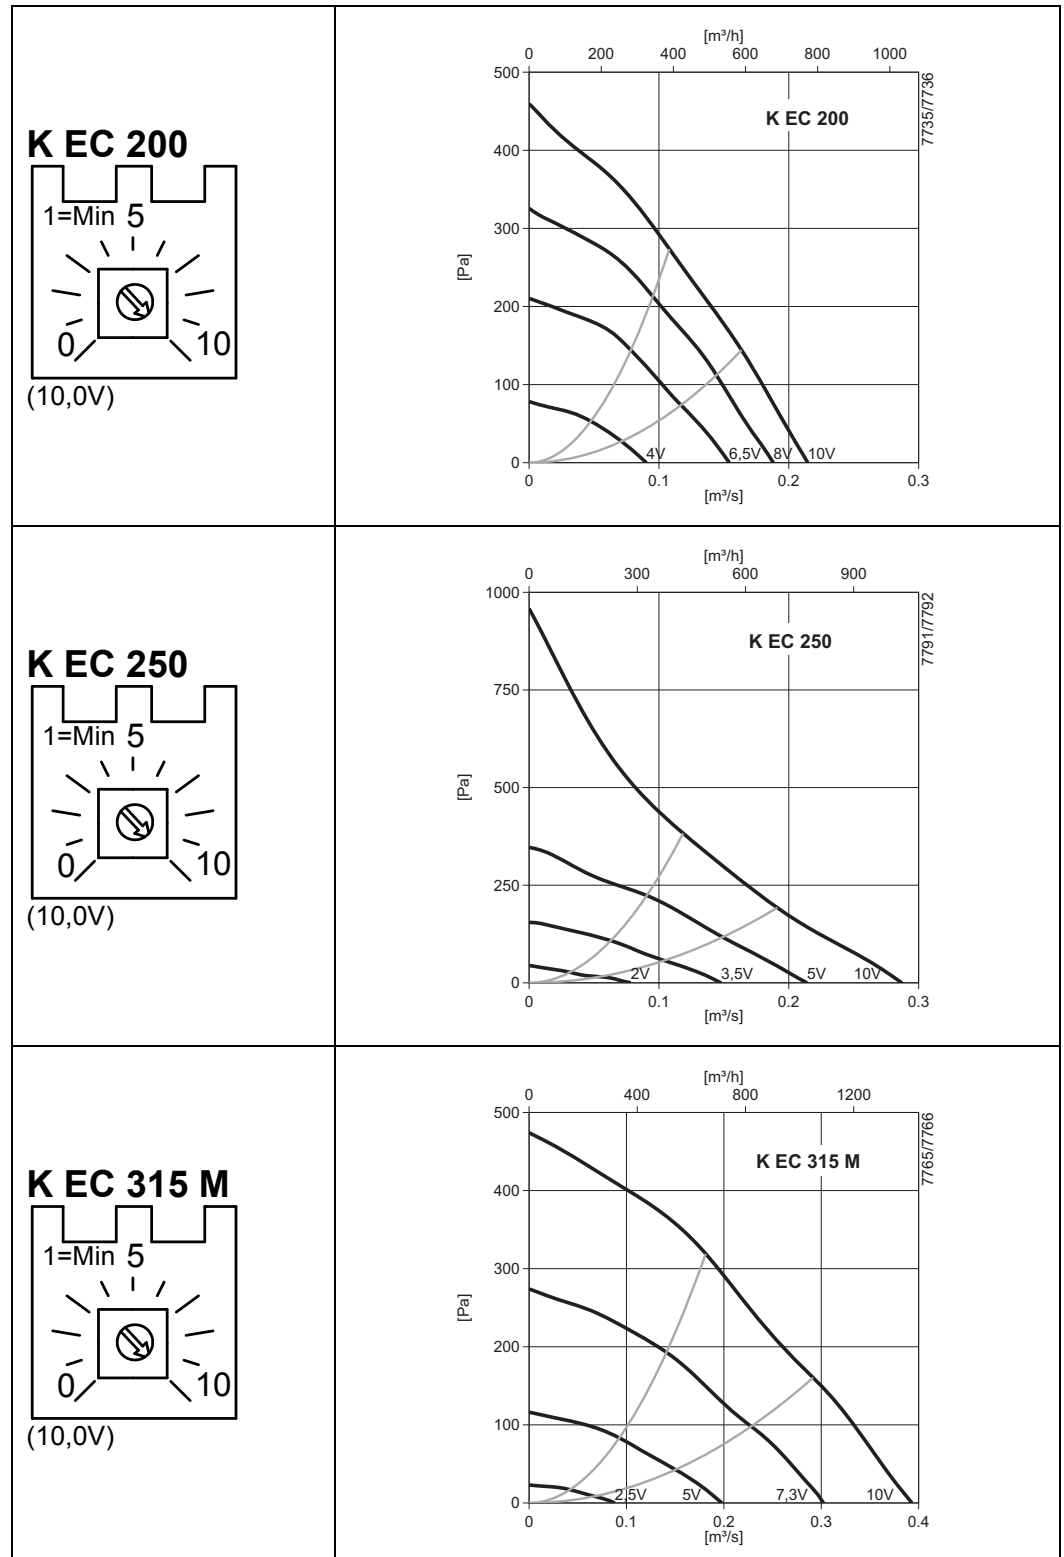 K EC 200
1=Min 5
0 10
(10,0V)
[m³/h]
0 200 400 600 800 1000
500
400
300
200
100
0
[Pa]
K EC 200
7735/7736
4V 6,5V 8V 10V
0 0.1 0.2 0.3
[m³/s]
K EC 250
1=Min 5
0 10
(10,0V)
[m³/h]
0 300 600 900
1000
750
500
250
0
[Pa]
K EC 250
7791/7792
2V 3,5V 5V 10V
0 0.1 0.2 0.3
[m³/s]
K EC 315 M
1=Min 5
0 10
(10,0V)
[m³/h]
0 400 800 1200
500
400
300
200
100
0
[Pa]
K EC 315 M
7765/7766
2,5V 5V 7,3V 10V
0 0.1 0.2 0.3 0.4
[m³/s]